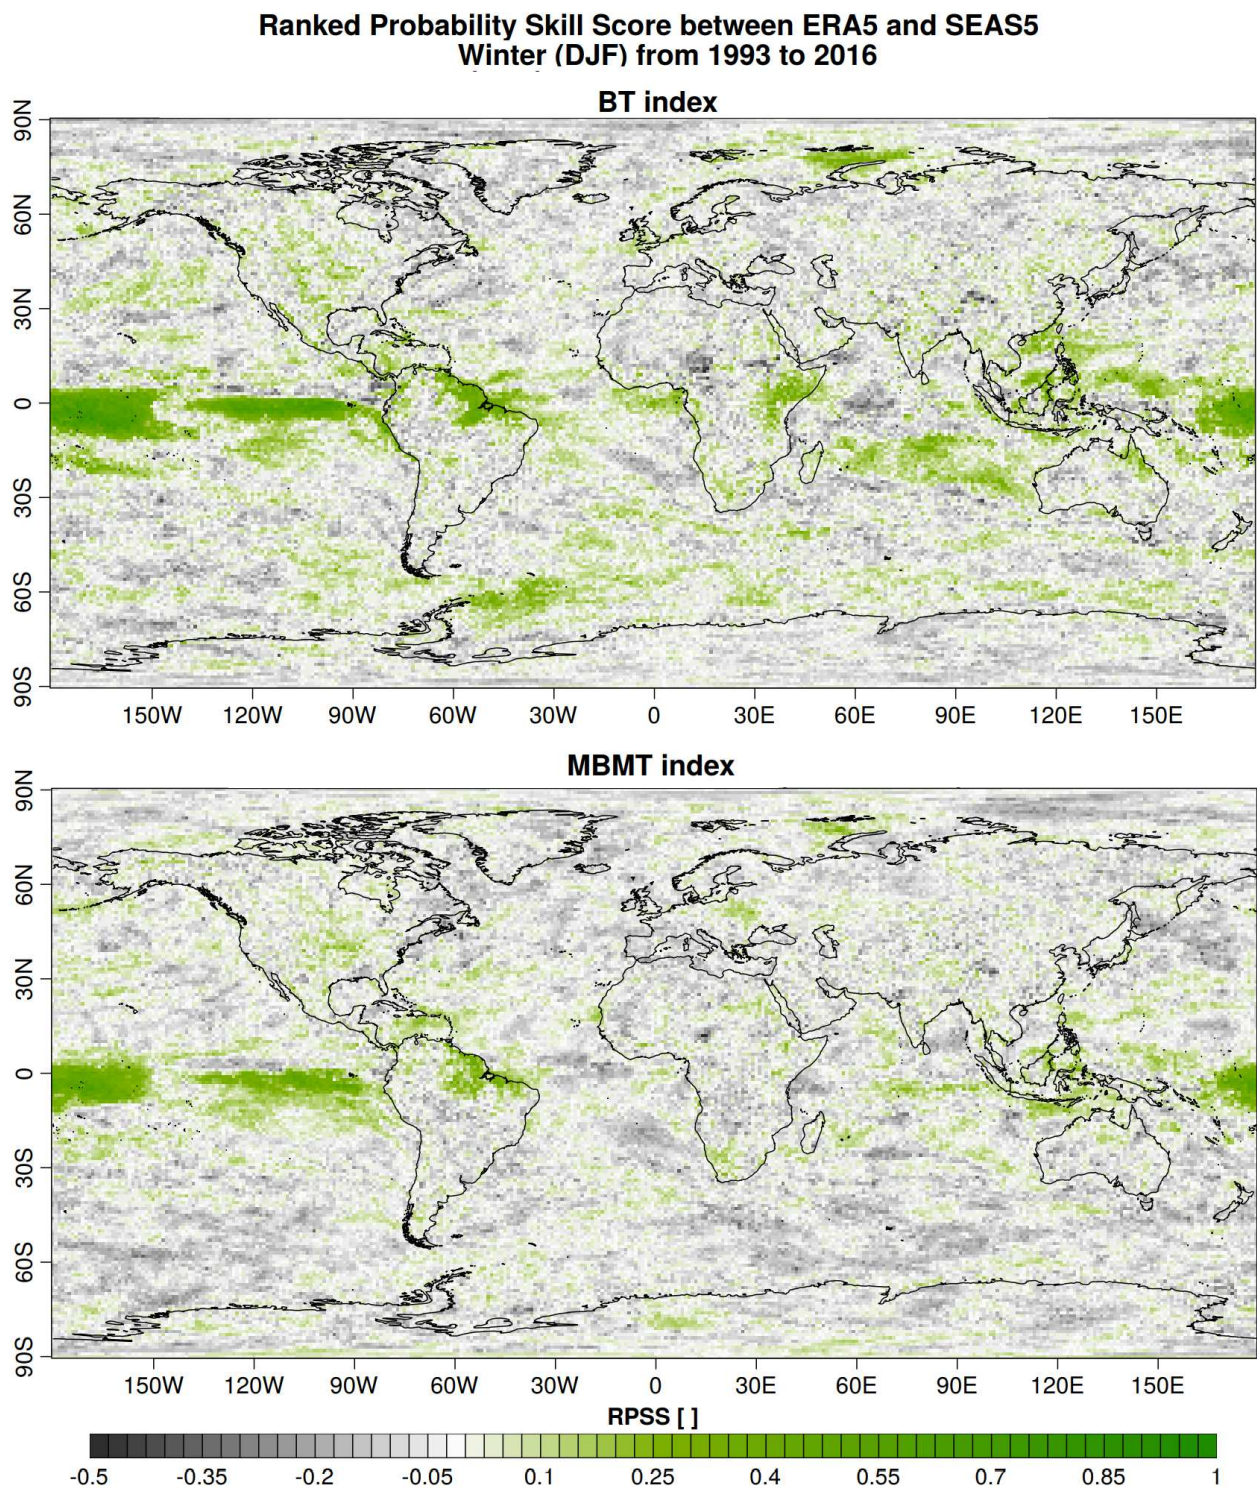 Ranked Probability Skill Score between ERA5 and SEAS5
Winter (DJF) from 1993 to 2016
BT index
90N
60N
30N
0
30S
60S
90S
150W 120W 90W 60W 30W 0 30E 60E 90E 120E 150E
MBMT index
90N
60N
30N
0
30S
60S
90S
150W 120W 90W 60W 30W 0 30E 60E 90E 120E 150E
RPSS [ ]
-0.5 -0.35 -0.2 -0.05 0.1 0.25 0.4 0.55 0.7 0.85 1